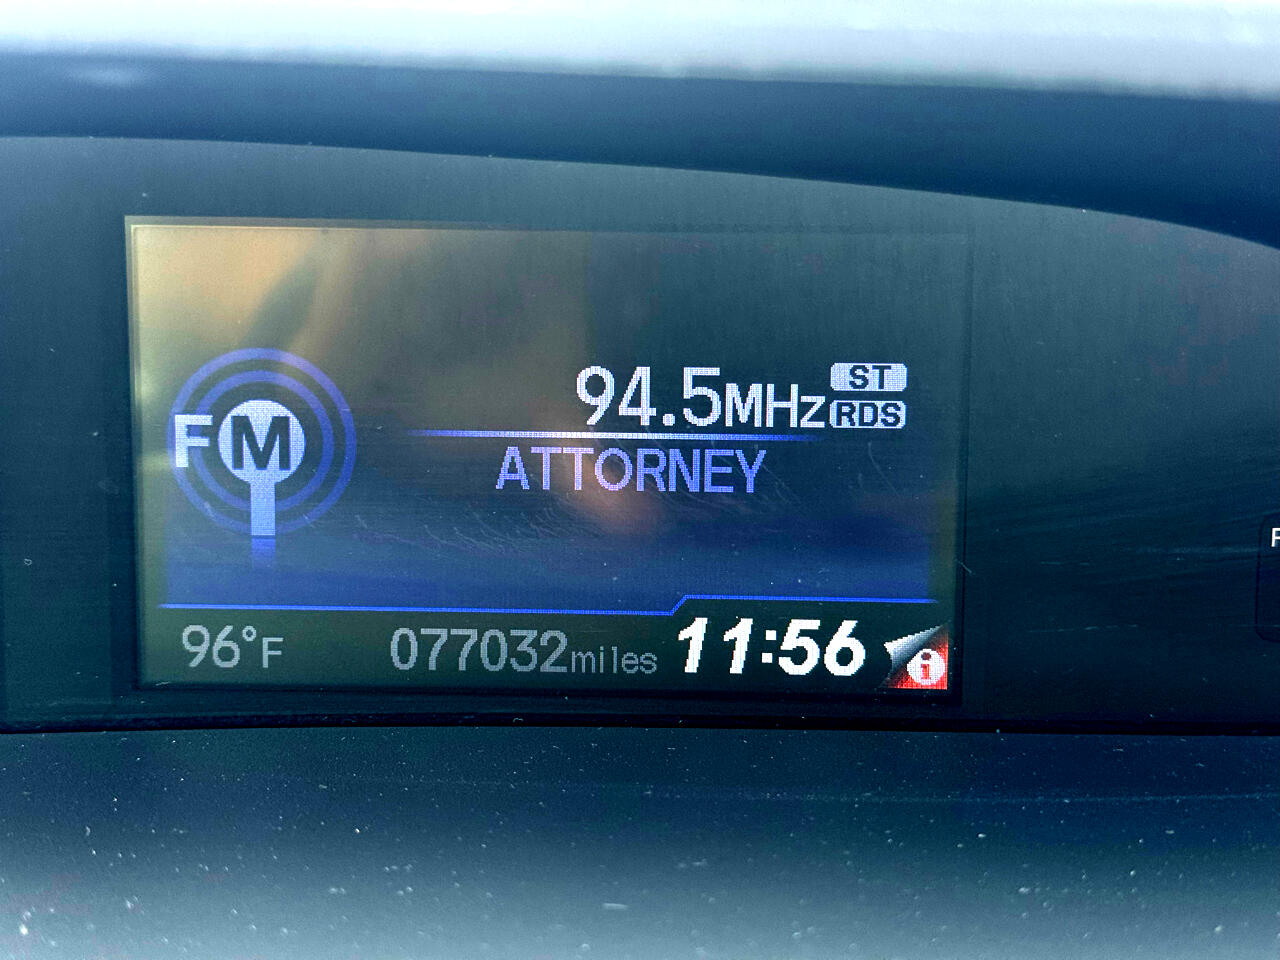 94.5MHz ST
RDS
FM
ATTORNEY
96°F 077032miles 11:56 i